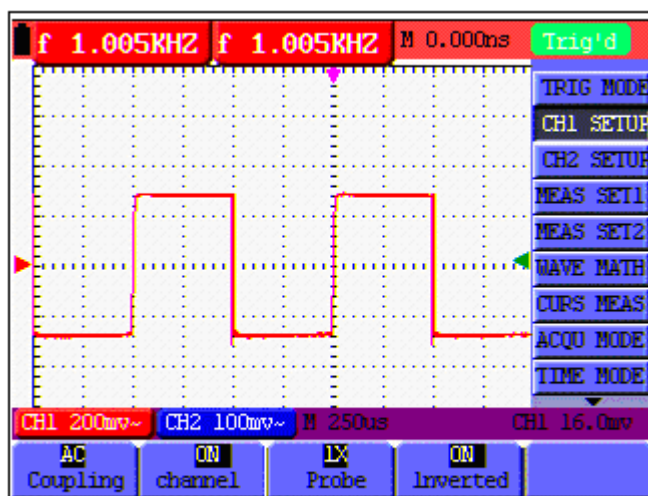 f 1.005KHZ f 1.005KHZ M 0.000ns Trig'd
TRIG MODE
CH1 SETUP
CH2 SETUP
MEAS SET1
MEAS SET2
WAVE MATH
CURS MEAS
ACQU MODE
TIME MODE
CH1 200mv~ CH2 100mv~ M 250us CH1 16.0mv
AC ON 1X ON
Coupling channel Probe Inverted